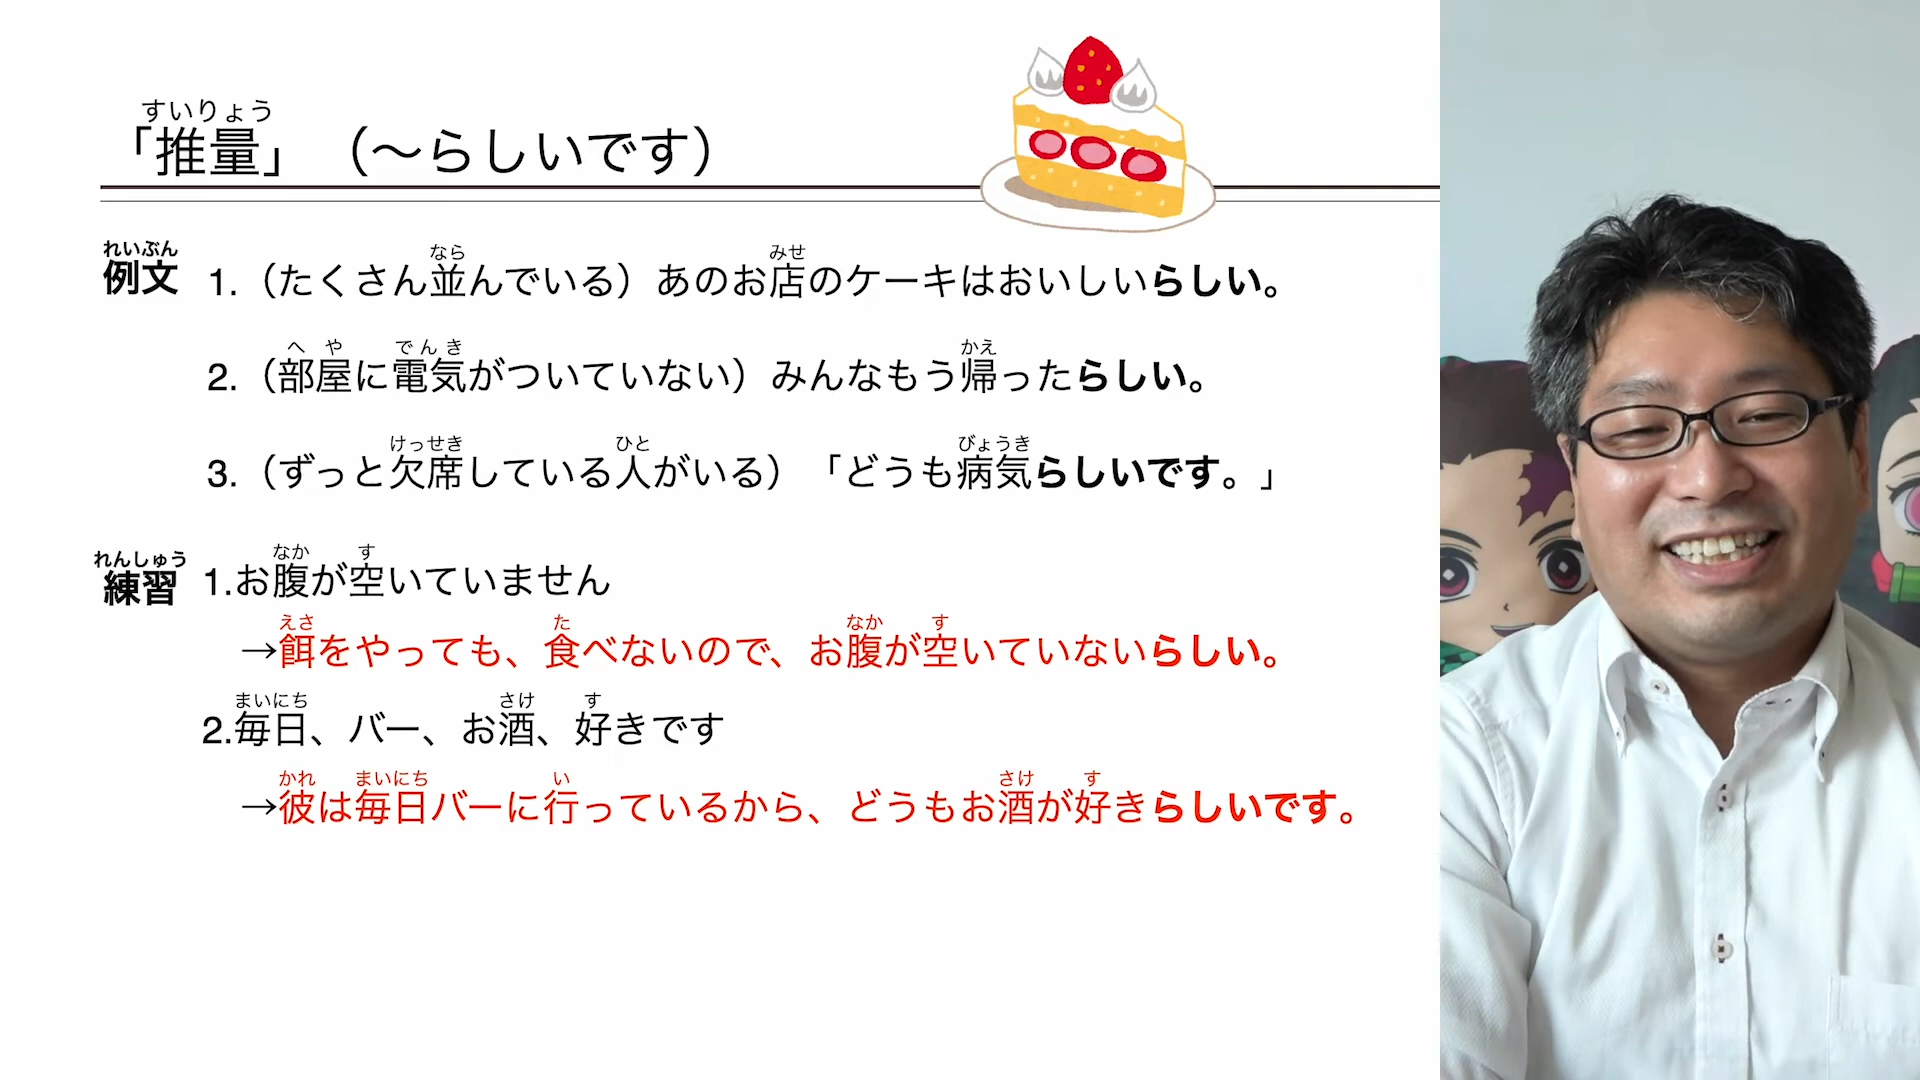 すいりょう
「推量」（～らしいです）
れいぶん なら みせ
例文 1.（たくさん並んでいる）あのお店のケーキはおいしいらしい。
へや でんき かえ
2.（部屋に電気がついていない）みんなもう帰ったらしい。
けっせき ひと びょうき
3.（ずっと欠席している人がいる）「どうも病気らしいです。」
れんしゅう なか す
練習 1.お腹が空いていません
えさ た なか す
→餌をやっても、食べないので、お腹が空いていないらしい。
まいにち さけ す
2.毎日、バー、お酒、好きです
かれ まいにち い さけ す
→彼は毎日バーに行っているから、どうもお酒が好きらしいです。